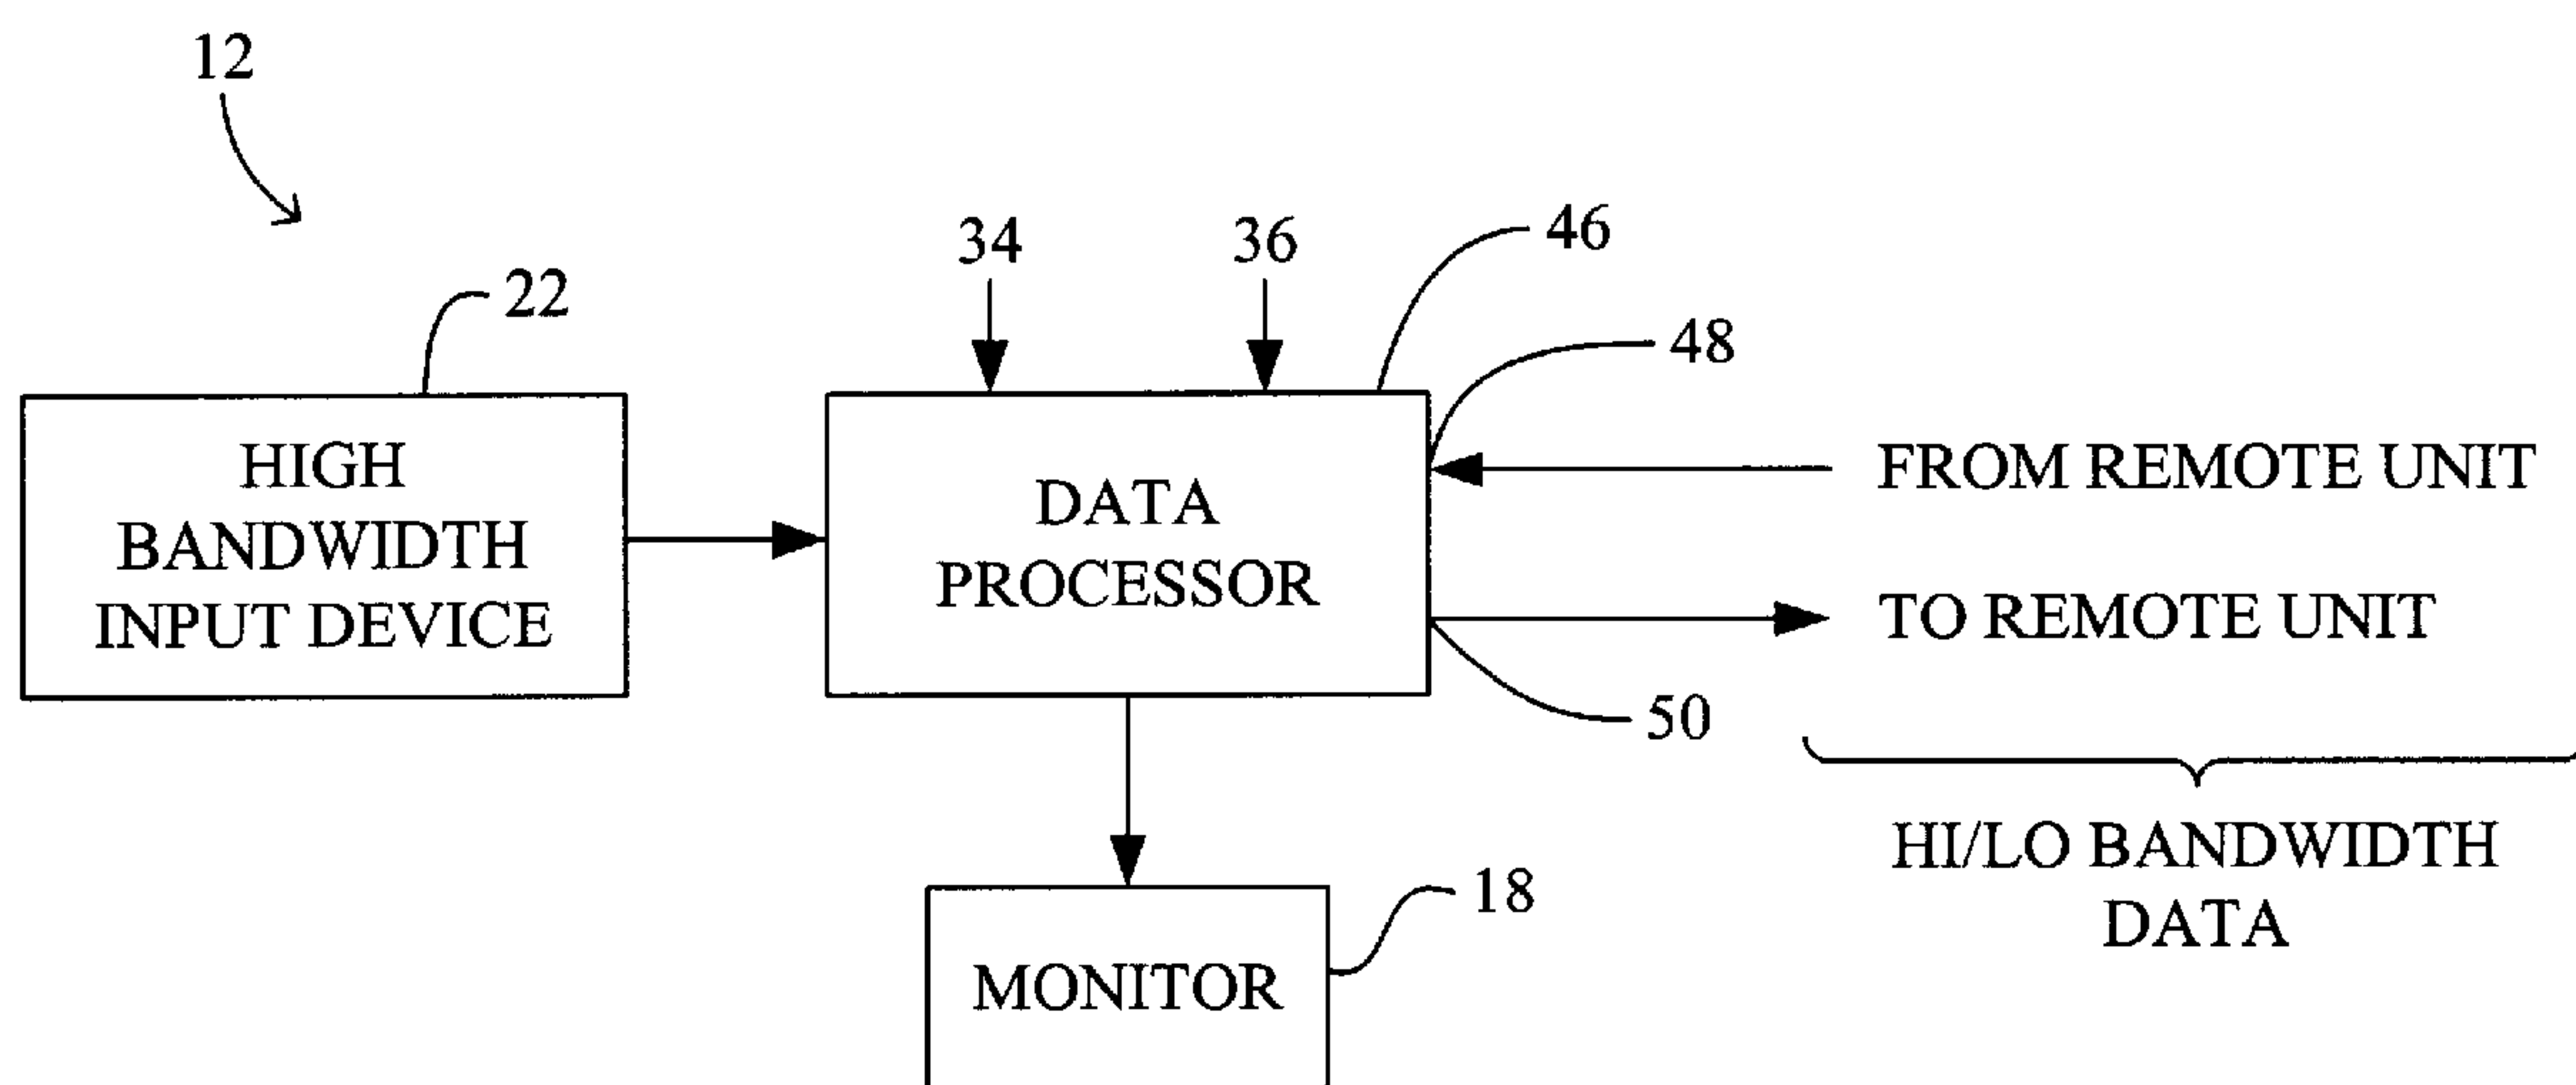 12
34
36
46
22
48
HIGH
BANDWIDTH
INPUT DEVICE
DATA
PROCESSOR
FROM REMOTE UNIT
TO REMOTE UNIT
50
HI/LO BANDWIDTH
DATA
18
MONITOR